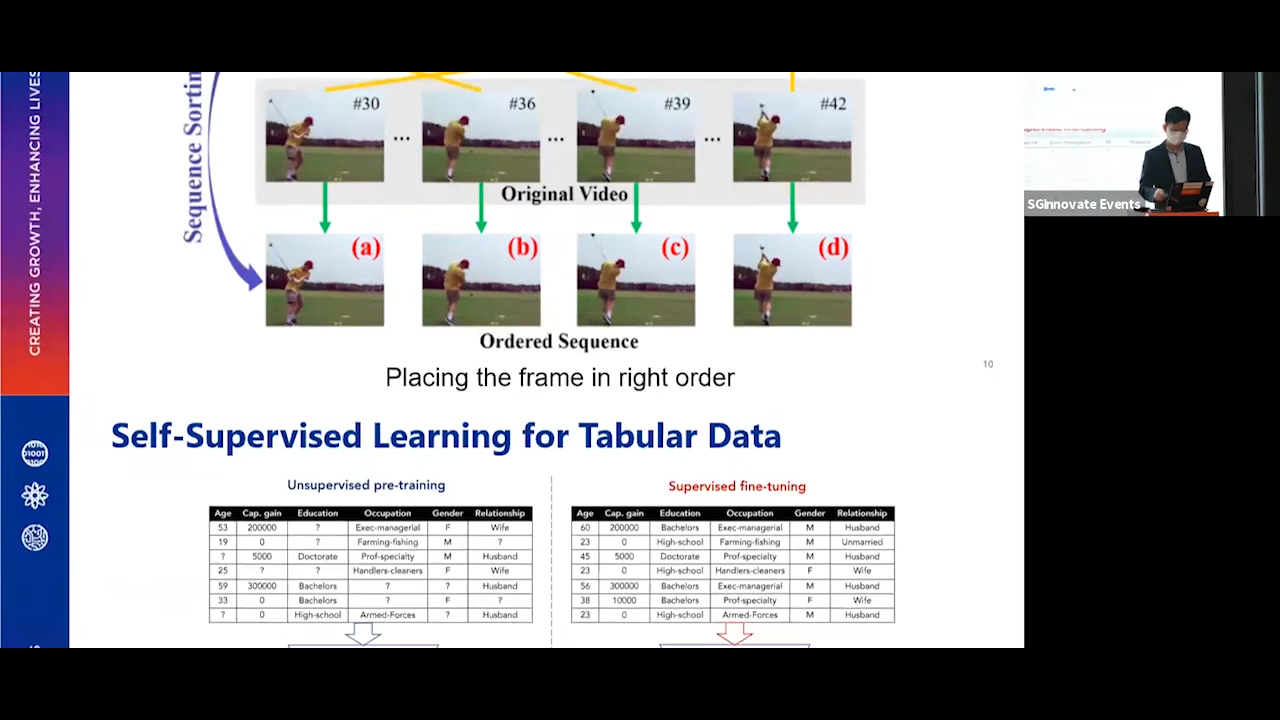 CREATING GROWTH, ENHANCING LIVES
Sequence Sortin
#30 ... #36 ... #39 ... #42
Original Video
(a) (b) (c) (d)
Ordered Sequence
Placing the frame in right order
10
Self-Supervised Learning for Tabular Data
Unsupervised pre-training
Age Cap. gain Education Occupation Gender Relationship
53 200000 ? Exec-managerial F Wife
19 0 ? Farming-fishing M ?
? 5000 Doctorate Prof-specialty M Husband
25 ? ? Handlers-cleaners F Wife
59 300000 Bachelors ? ? Husband
33 0 Bachelors ? F ?
? 0 High-school Armed-Forces ? Husband
Supervised fine-tuning
Age Cap. gain Education Occupation Gender Relationship
60 200000 Bachelors Exec-managerial M Husband
23 0 High-school Farming-fishing M Unmarried
45 5000 Doctorate Prof-specialty M Husband
23 0 High-school Handlers-cleaners F Wife
56 300000 Bachelors Exec-managerial M Husband
38 10000 Bachelors Prof-specialty F Wife
23 0 High-school Armed-Forces M Husband
SGInnovate Events